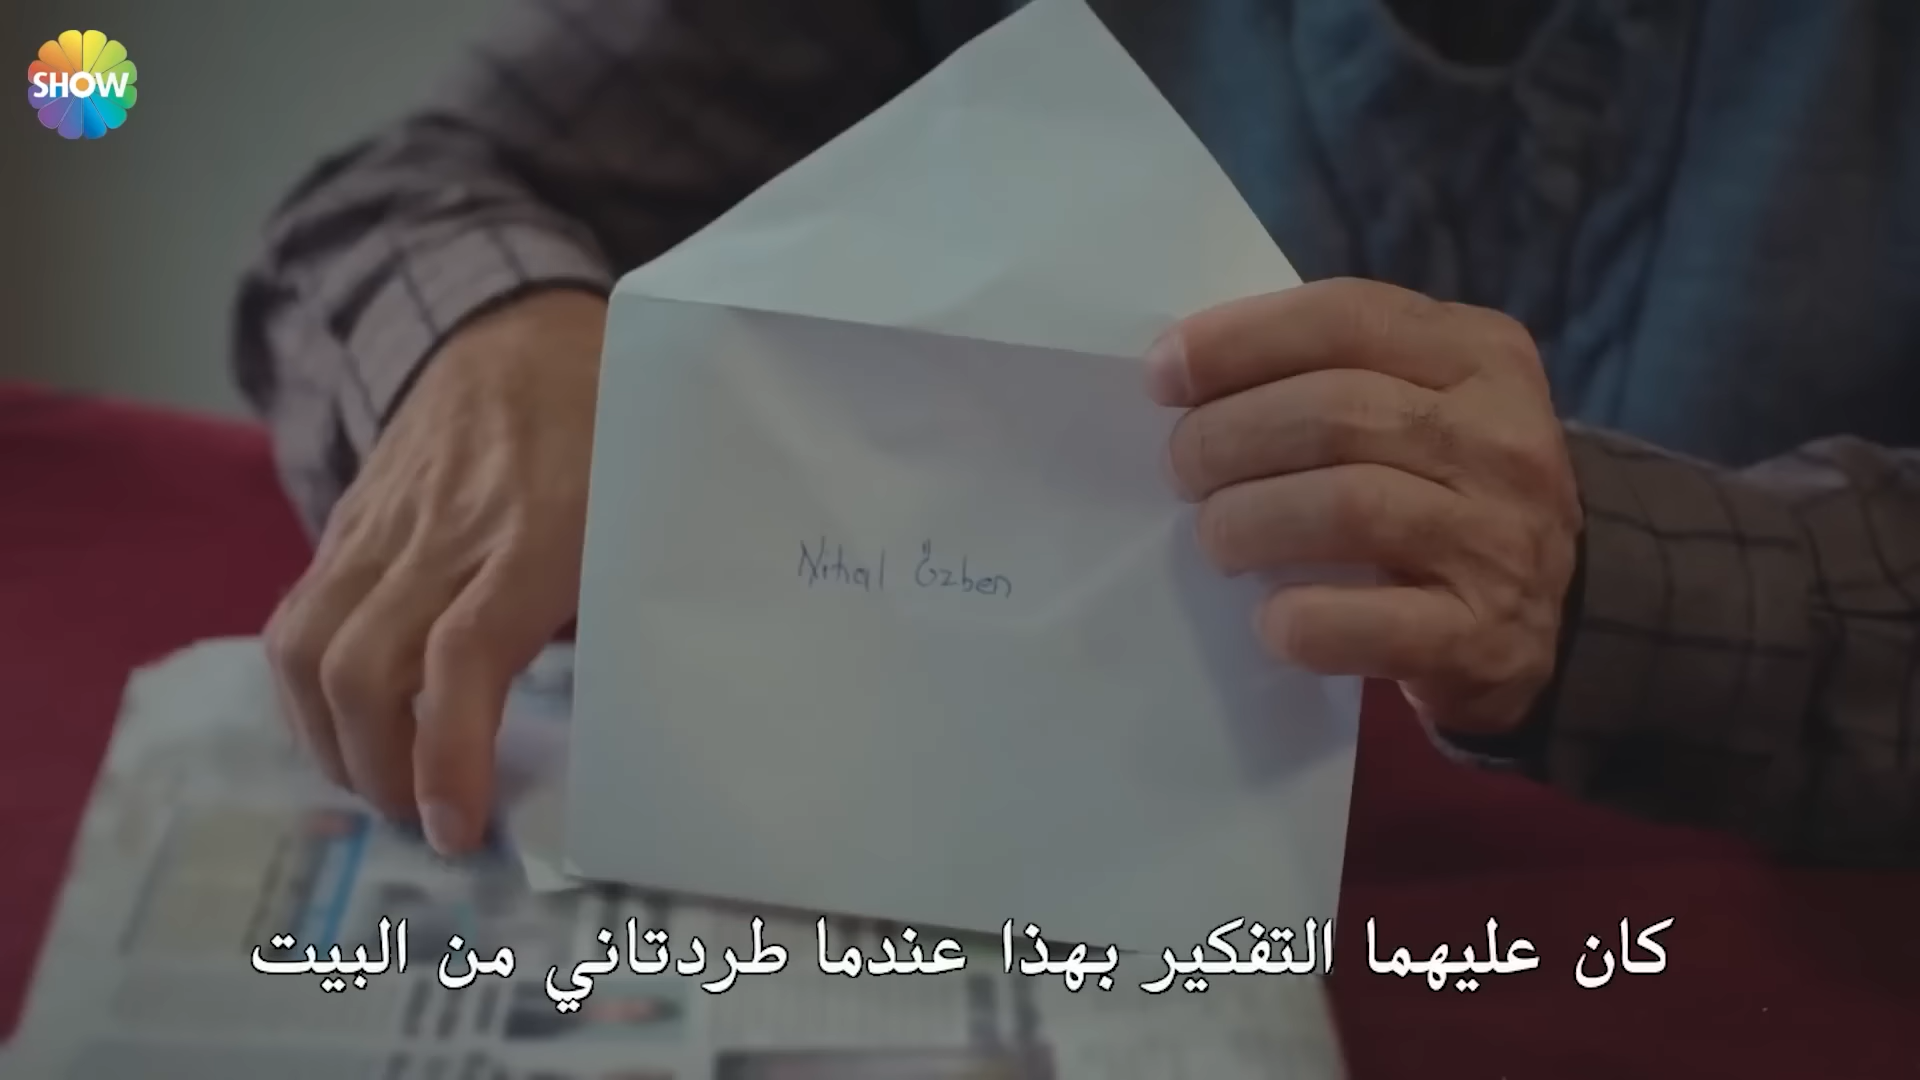 SHOW
Nihal Özben
كان عليهما التفكير بهذا عندما طردتاني من البيت